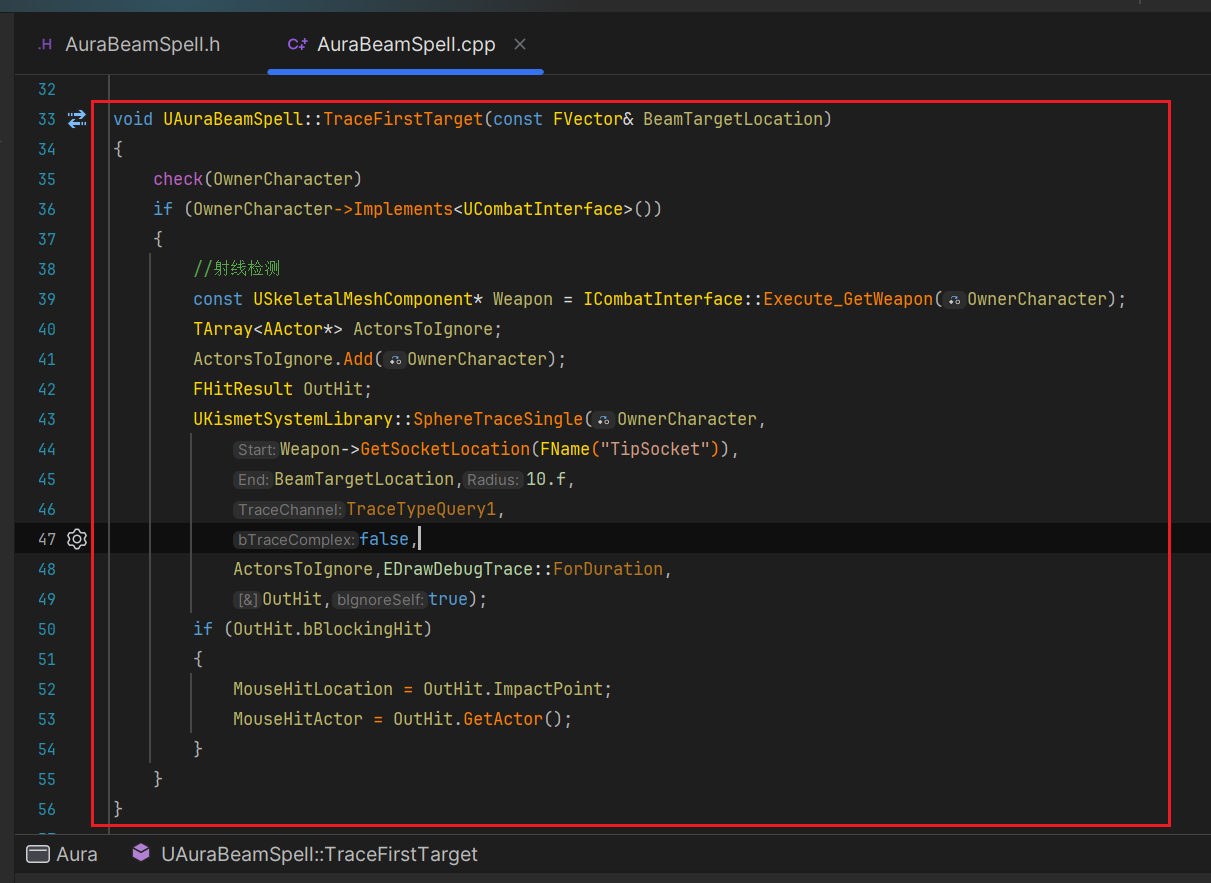 .H AuraBeamSpell.h C++ AuraBeamSpell.cpp ×
32
33 void UAuraBeamSpell::TraceFirstTarget(const FVector& BeamTargetLocation)
34 {
35 check(OwnerCharacter)
36 if (OwnerCharacter->Implements<UCombatInterface>())
37 {
38 //射线检测
39 const USkeletalMeshComponent* Weapon = ICombatInterface::Execute_GetWeapon(OwnerCharacter);
40 TArray<AActor*> ActorsToIgnore;
41 ActorsToIgnore.Add(OwnerCharacter);
42 FHitResult OutHit;
43 UKismetSystemLibrary::SphereTraceSingle(OwnerCharacter,
44 Start: Weapon->GetSocketLocation(FName("TipSocket")),
45 End: BeamTargetLocation, Radius: 10.f,
46 TraceChannel: TraceTypeQuery1,
47 bTraceComplex: false,
48 ActorsToIgnore,EDrawDebugTrace::ForDuration,
49 [&] OutHit, bIgnoreSelf: true);
50 if (OutHit.bBlockingHit)
51 {
52 MouseHitLocation = OutHit.ImpactPoint;
53 MouseHitActor = OutHit.GetActor();
54 }
55 }
56 }
Aura UAuraBeamSpell::TraceFirstTarget